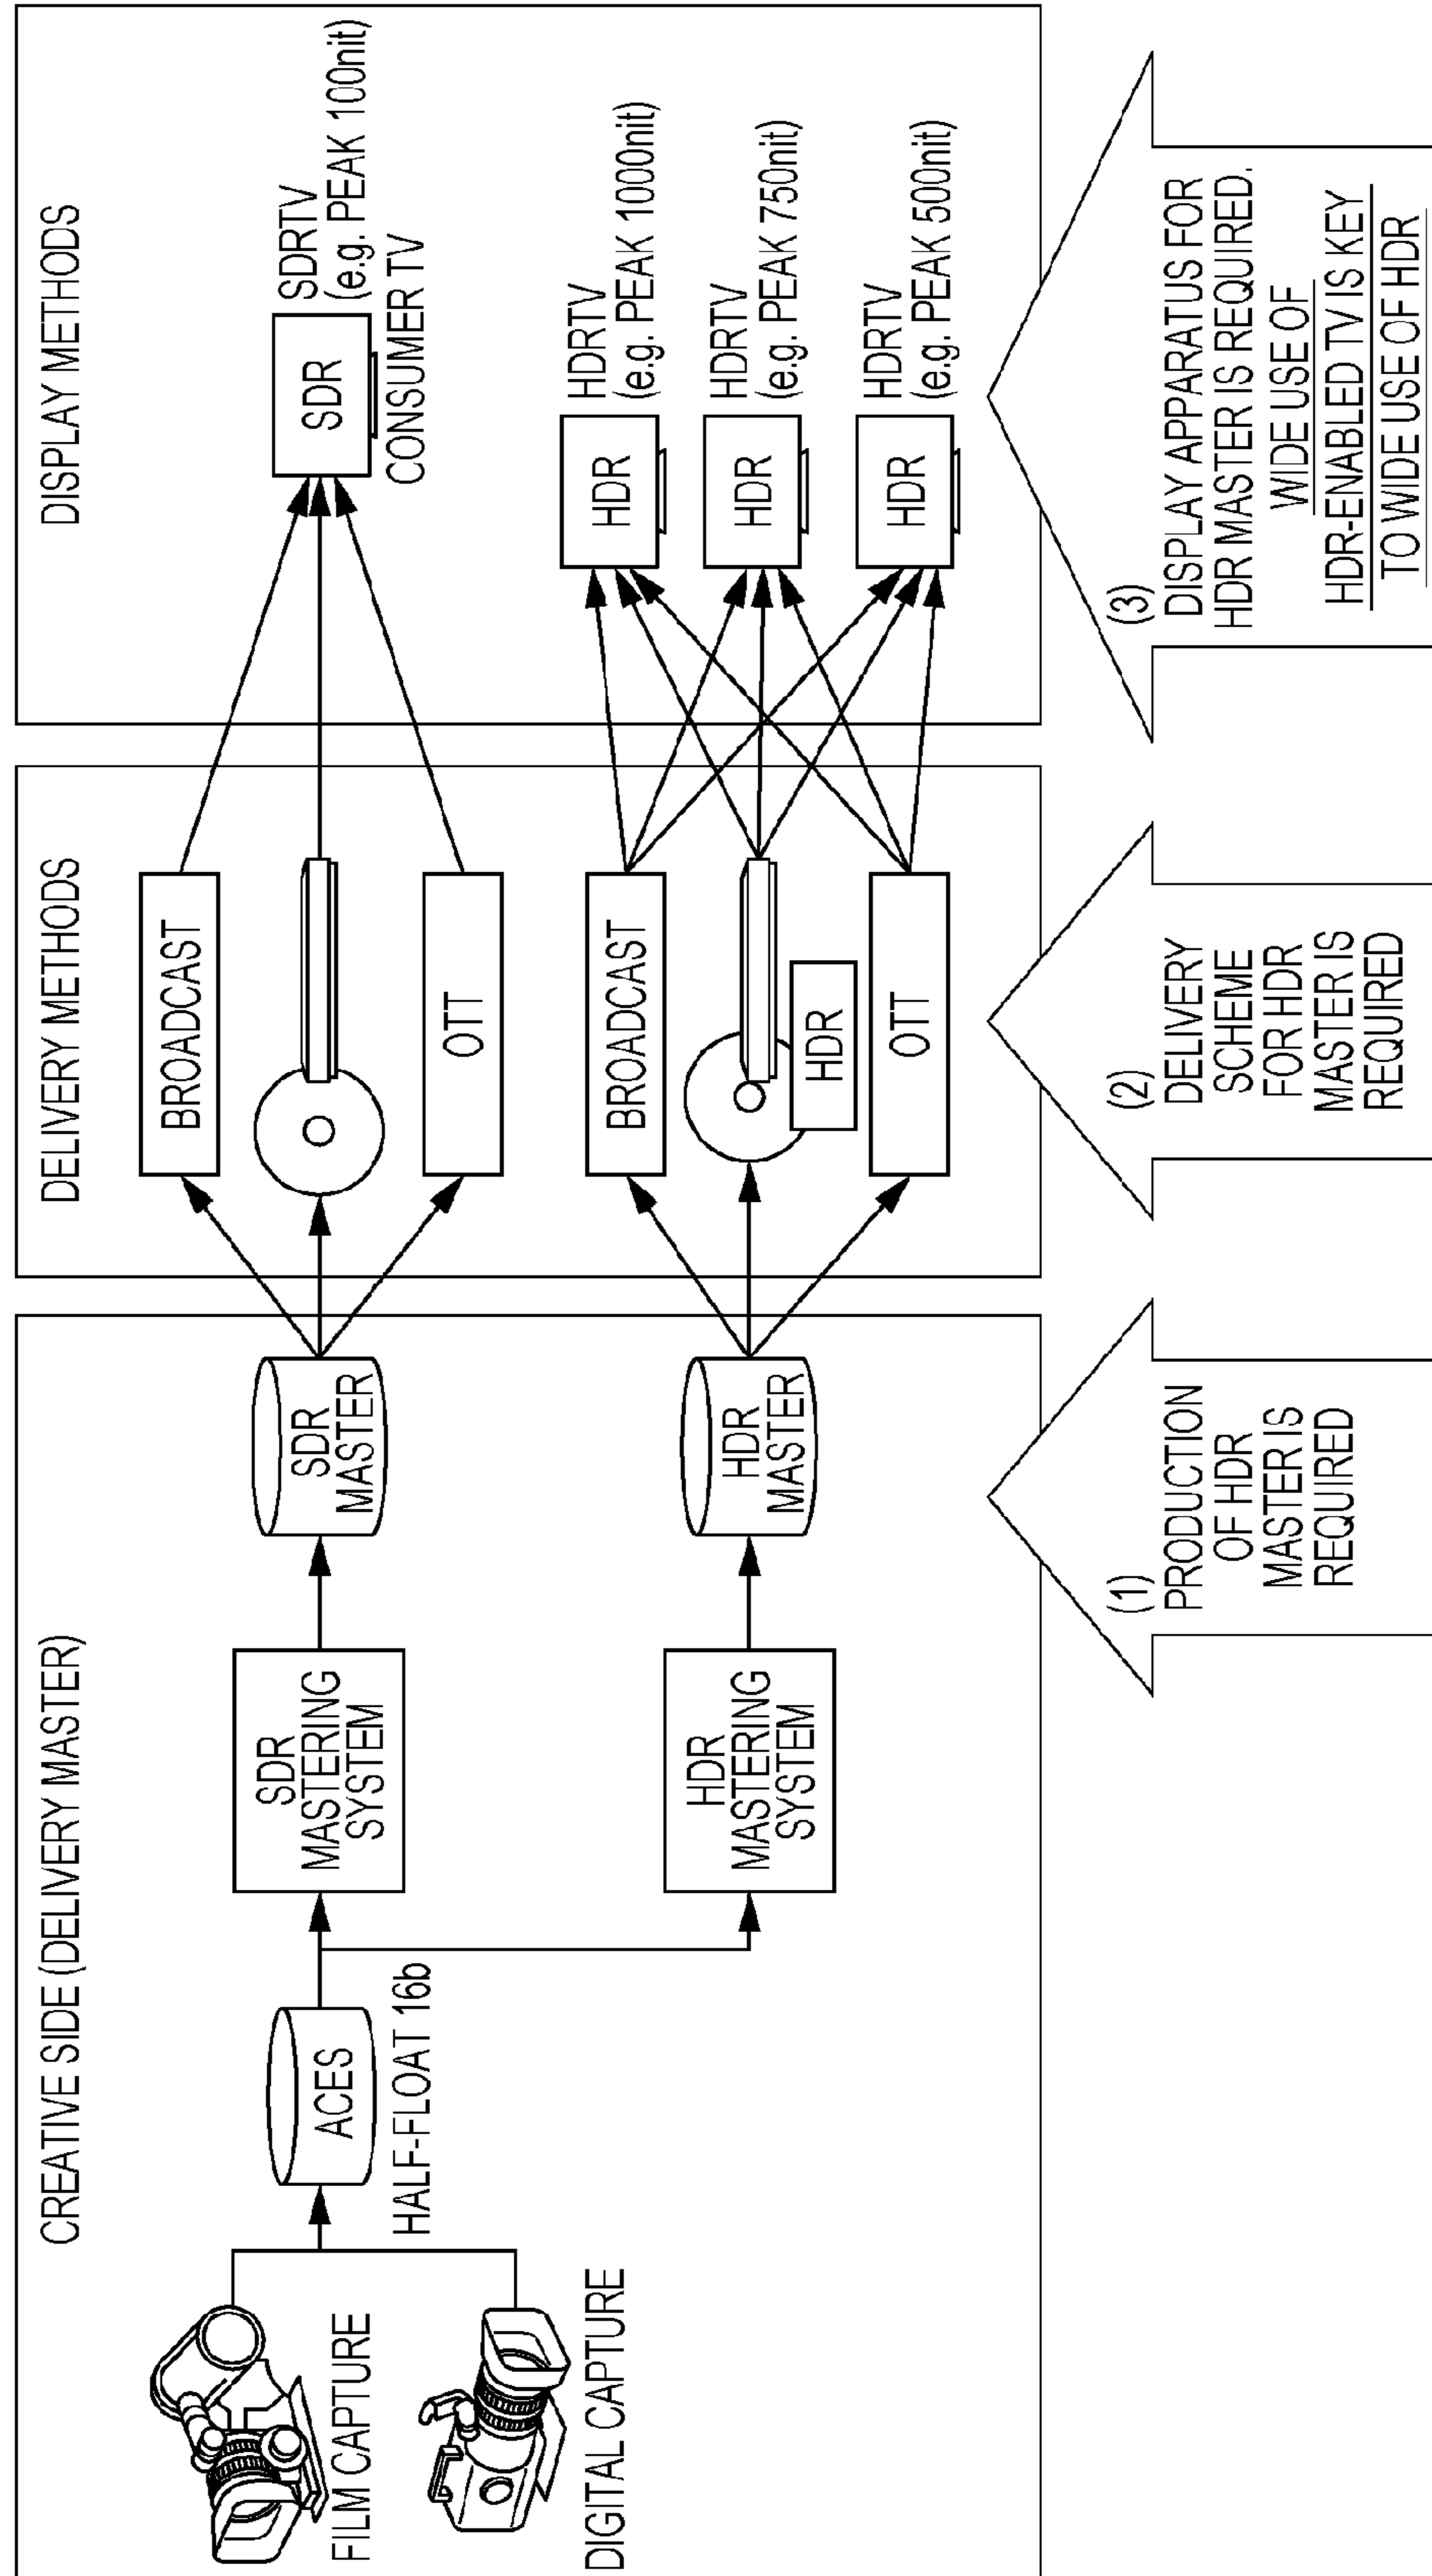 CREATIVE SIDE (DELIVERY MASTER)
FILM CAPTURE
DIGITAL CAPTURE
ACES
HALF-FLOAT 16b
SDR
MASTERING
SYSTEM
SDR
MASTER
HDR
MASTERING
SYSTEM
HDR
MASTER
DELIVERY METHODS
BROADCAST
OTT
BROADCAST
HDR
OTT
DISPLAY METHODS
SDR
SDRTV
(e.g. PEAK 100nit)
CONSUMER TV
HDR
HDRTV
(e.g. PEAK 1000nit)
HDR
HDRTV
(e.g. PEAK 750nit)
HDR
HDRTV
(e.g. PEAK 500nit)
(1)
PRODUCTION
OF HDR
MASTER IS
REQUIRED
(2)
DELIVERY
SCHEME
FOR HDR
MASTER IS
REQUIRED
(3)
DISPLAY APPARATUS FOR
HDR MASTER IS REQUIRED.
WIDE USE OF
HDR-ENABLED TV IS KEY
TO WIDE USE OF HDR